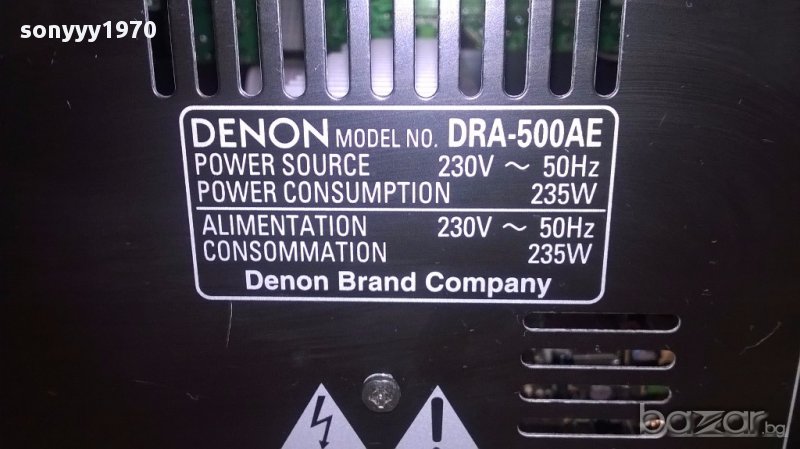 sonyyy1970
DENON MODEL NO. DRA-500AE
POWER SOURCE 230V ~ 50Hz
POWER CONSUMPTION 235W
ALIMENTATION 230V ~ 50Hz
CONSOMMATION 235W
Denon Brand Company
bazar.bg